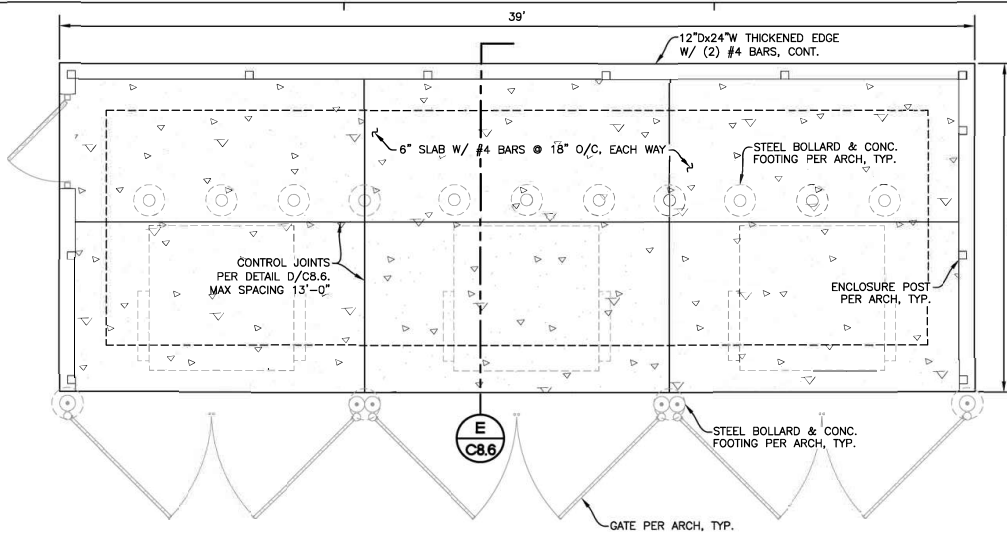 39'
12"Dx24"W THICKENED EDGE
W/ (2) #4 BARS, CONT.
6" SLAB W/ #4 BARS @ 18" O/C, EACH WAY
STEEL BOLLARD & CONC.
FOOTING PER ARCH, TYP.
CONTROL JOINTS
PER DETAIL D/C8.6.
MAX SPACING 13'-0"
ENCLOSURE POST
PER ARCH, TYP.
E
C8.6
STEEL BOLLARD & CONC.
FOOTING PER ARCH, TYP.
GATE PER ARCH, TYP.